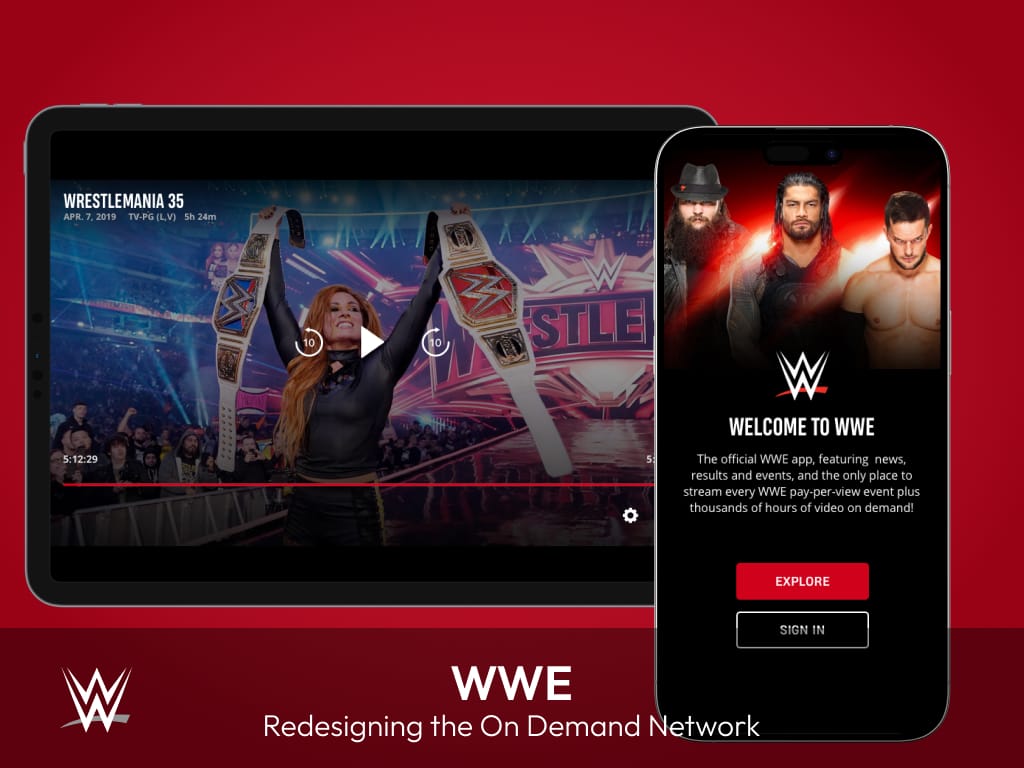 WRESTLEMANIA 35
APR. 7, 2019 TV-PG (L,V) 5h 24m
10
10
WRESTLE
5:12:29
5:
WELCOME TO WWE
The official WWE app, featuring news,
results and events, and the only place to
stream every WWE pay-per-view event plus
thousands of hours of video on demand!
EXPLORE
SIGN IN
WWE
Redesigning the On Demand Network